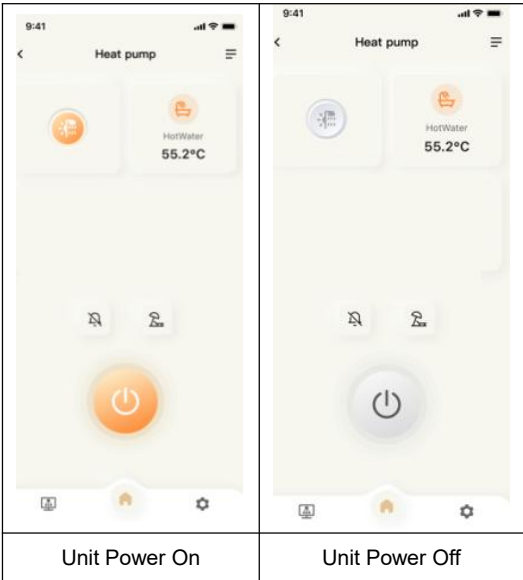 9:41
Heat pump
HotWater
55.2°C
Unit Power On
9:41
Heat pump
HotWater
55.2°C
Unit Power Off